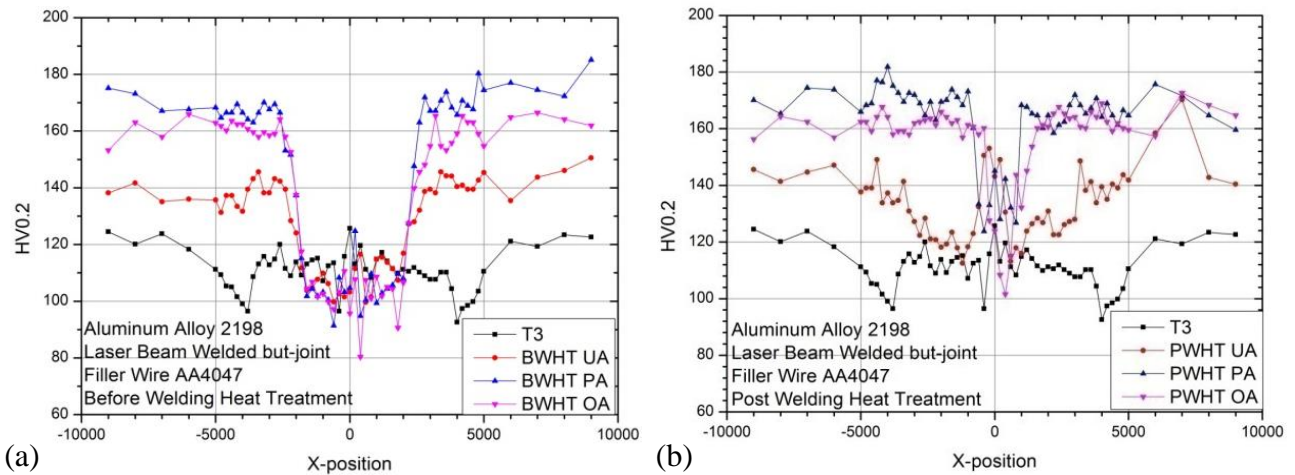 200
180
160
140
120
100
80
60
HV0.2
-10000
-5000
0
5000
10000
X-position
Aluminum Alloy 2198
Laser Beam Welded but-joint
Filler Wire AA4047
Before Welding Heat Treatment
T3
BWHT UA
BWHT PA
BWHT OA
(a)
200
180
160
140
120
100
80
60
HV0.2
-10000
-5000
0
5000
10000
X-position
Aluminum Alloy 2198
Laser Beam Welded but-joint
Filler Wire AA4047
Post Welding Heat Treatment
T3
PWHT UA
PWHT PA
PWHT OA
(b)